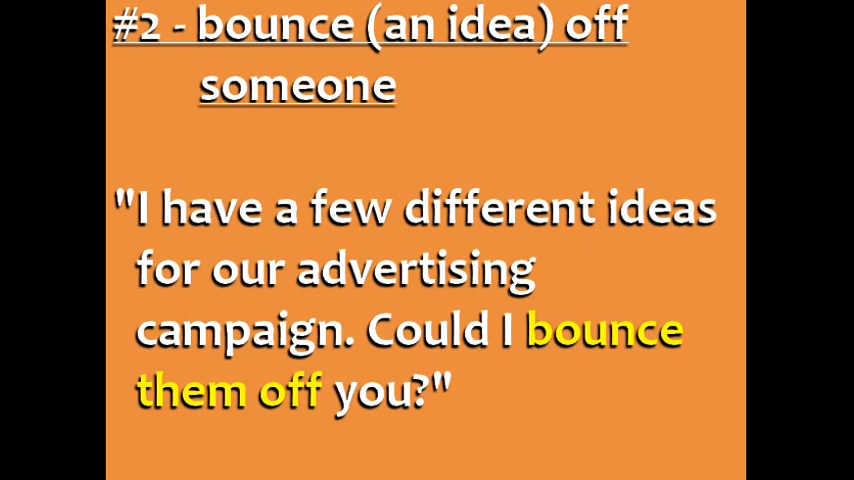 #2 - bounce (an idea) off
someone
"I have a few different ideas
for our advertising
campaign. Could I bounce
them off you?"